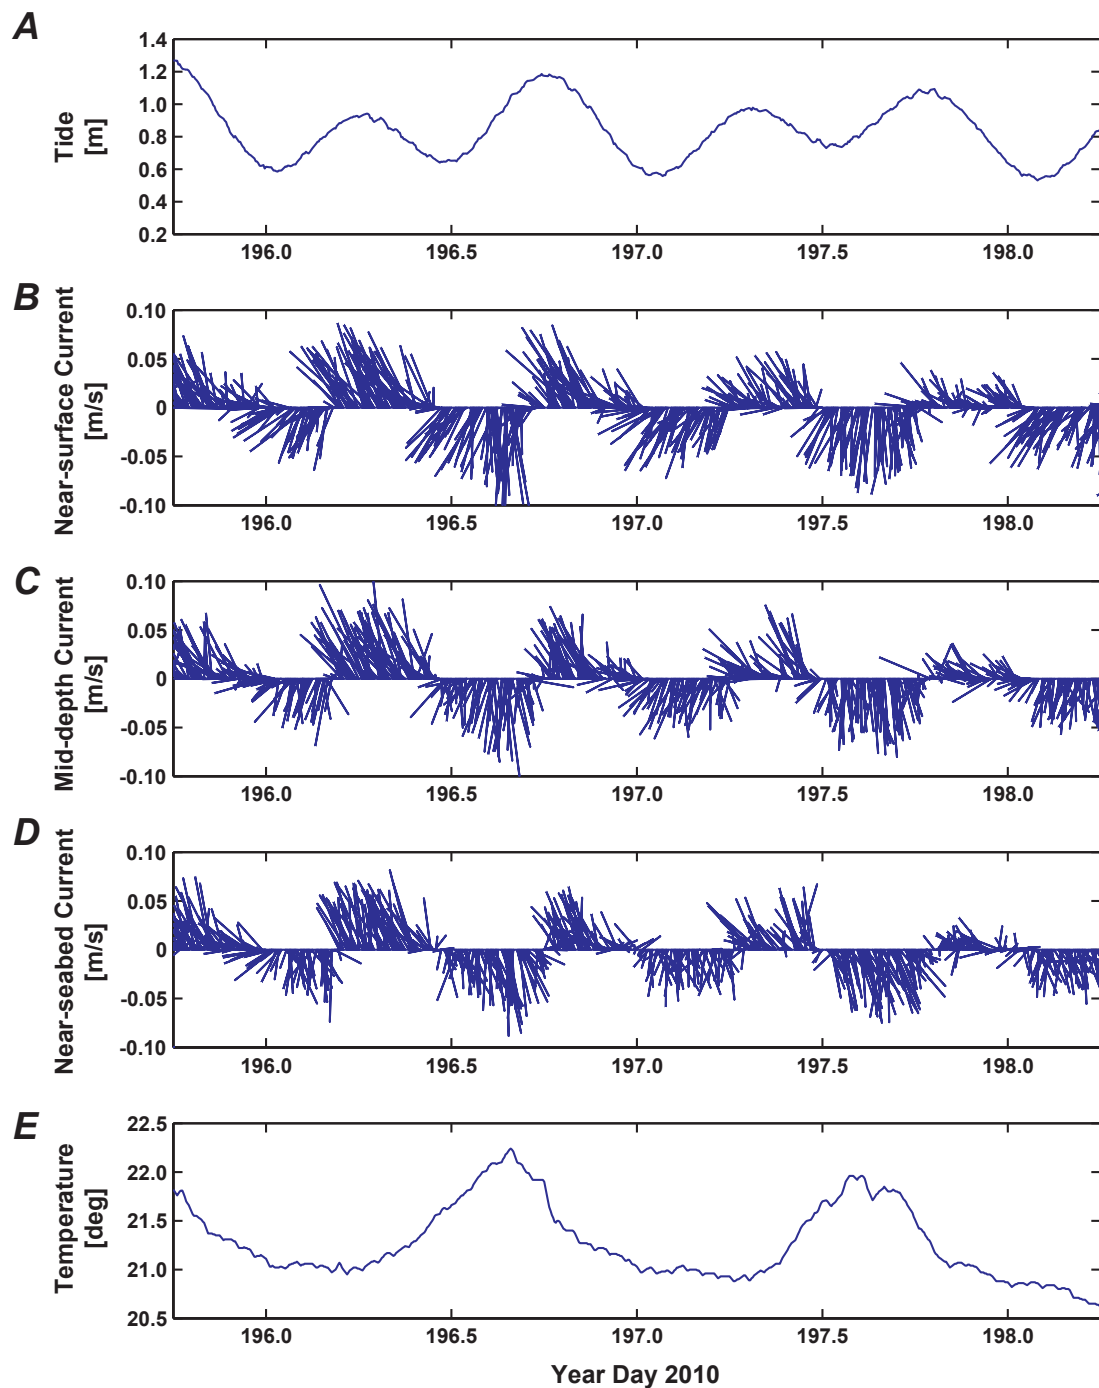 A
Tide
[m]
1.4
1.2
1.0
0.8
0.6
0.4
0.2
196.0 196.5 197.0 197.5 198.0
B
Near-surface Current
[m/s]
0.10
0.05
0
-0.05
-0.10
196.0 196.5 197.0 197.5 198.0
C
Mid-depth Current
[m/s]
0.10
0.05
0
-0.05
-0.10
196.0 196.5 197.0 197.5 198.0
D
Near-seabed Current
[m/s]
0.10
0.05
0
-0.05
-0.10
196.0 196.5 197.0 197.5 198.0
E
Temperature
[deg]
22.5
22.0
21.5
21.0
20.5
196.0 196.5 197.0 197.5 198.0
Year Day 2010